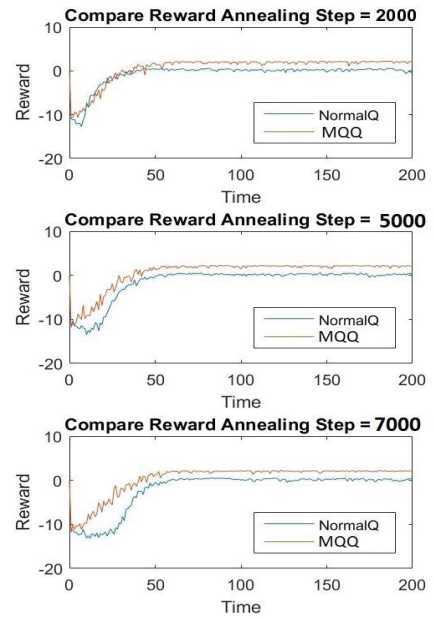 Compare Reward Annealing Step = 2000
10
0
-10
-20
Reward
NormalQ
MQQ
0 50 100 150 200
Time
Compare Reward Annealing Step = 5000
10
0
-10
-20
Reward
NormalQ
MQQ
0 50 100 150 200
Time
Compare Reward Annealing Step = 7000
10
0
-10
-20
Reward
NormalQ
MQQ
0 50 100 150 200
Time